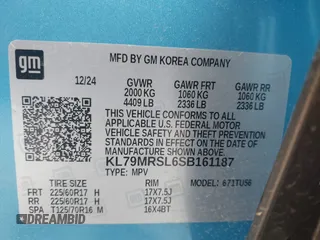 gm
MFD BY GM KOREA COMPANY
12/24 GVWR GAWR FRT GAWR RR
2000 KG 1060 KG 1060 KG
4409 LB 2336 LB 2336 LB
THIS VEHICLE CONFORMS TO ALL
APPLICABLE U.S. FEDERAL MOTOR
VEHICLE SAFETY, BUMPER, AND THEFT
PREVENTION STANDARDS IN EFFECT ON THE
DATE OF MANUFACTURE SHOWN ABOVE.
KL79MRSL6SB161187
TYPE: MPV MODEL:
TIRE SIZE RIM
FRT 225/60R17 H 17X7.5J
RR 225/60R17 H 17X7.5J
SPA T125/70R16 M 16X4BT